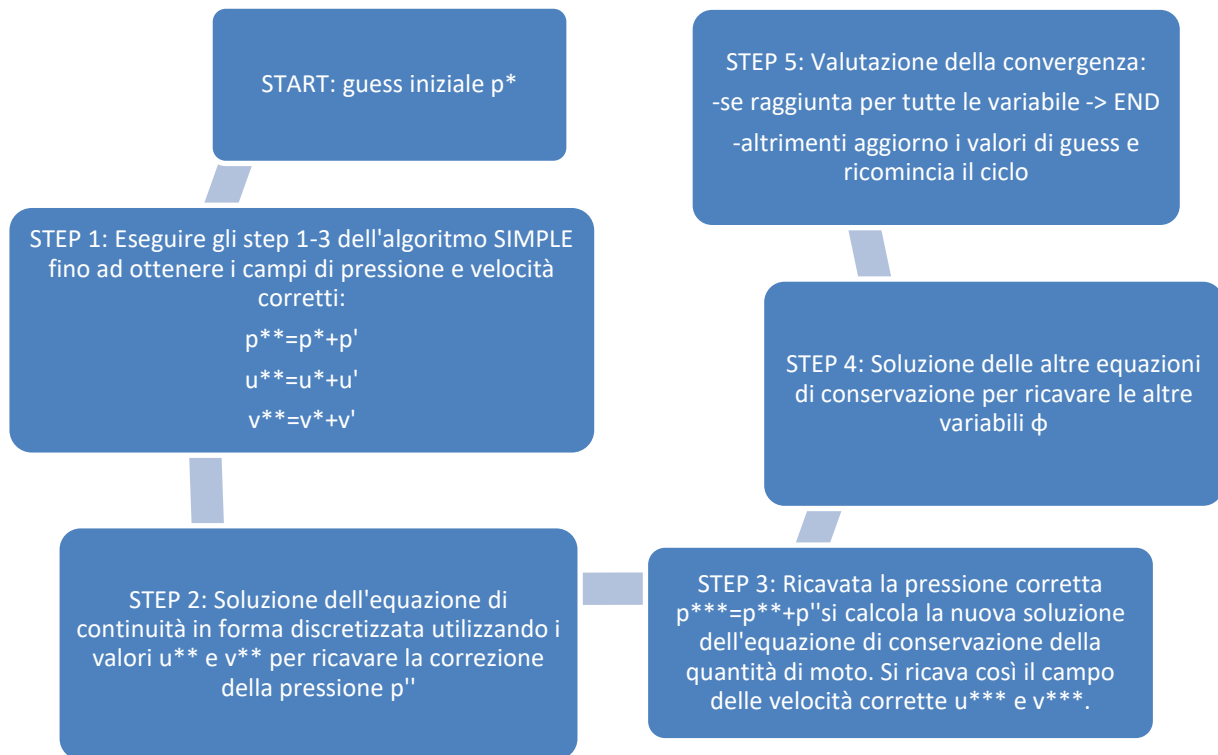 START: guess iniziale p*
STEP 1: Eseguire gli step 1-3 dell'algoritmo SIMPLE
fino ad ottenere i campi di pressione e velocità
corretti:
p**=p*+p'
u**=u*+u'
v**=v*+v'
STEP 2: Soluzione dell'equazione di
continuità in forma discretizzata utilizzando i
valori u** e v** per ricavare la correzione
della pressione p''
STEP 3: Ricavata la pressione corretta
p***=p**+p''si calcola la nuova soluzione
dell'equazione di conservazione della
quantità di moto. Si ricava così il campo
delle velocità corrette u*** e v***.
STEP 4: Soluzione delle altre equazioni
di conservazione per ricavare le altre
variabili ϕ
STEP 5: Valutazione della convergenza:
-se raggiunta per tutte le variabile -> END
-altrimenti aggiorno i valori di guess e
ricomincia il ciclo